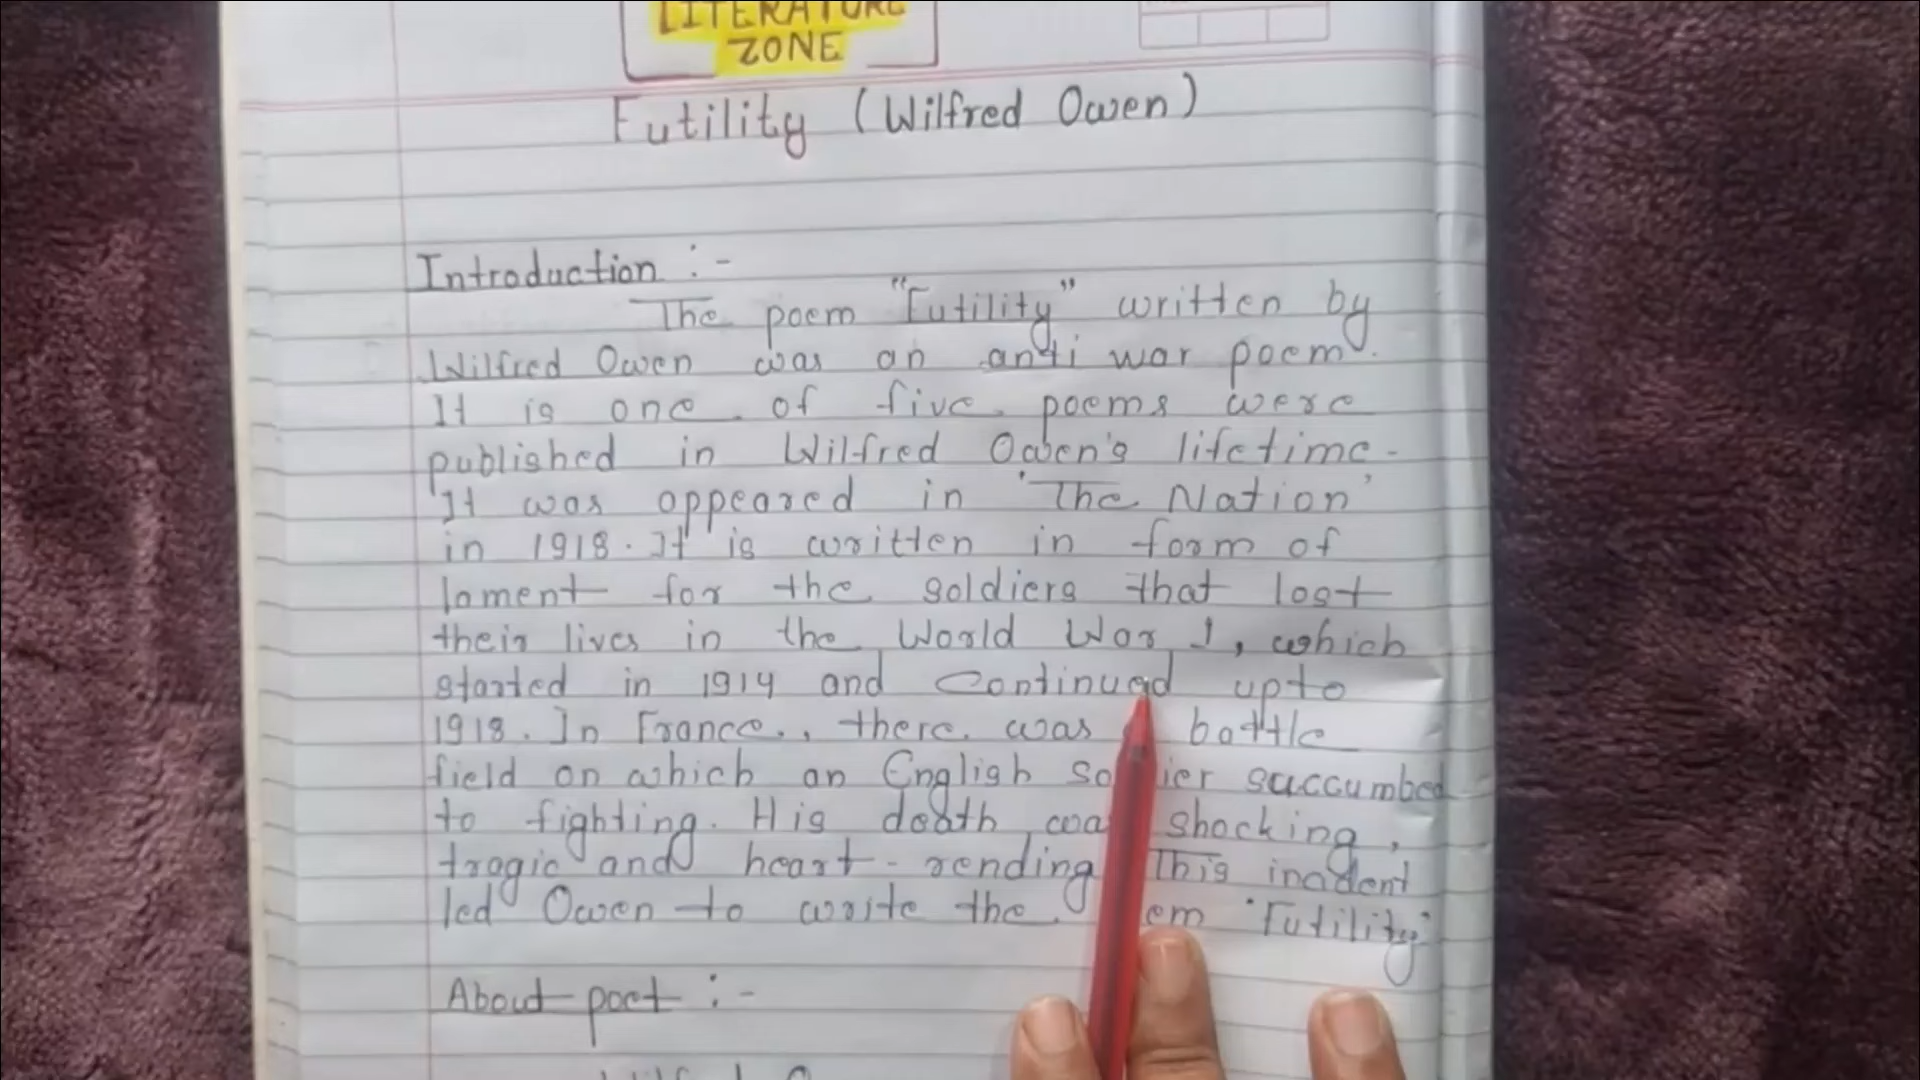 LITERATURE
ZONE
Futility (Wilfred Owen)
Introduction :-
The poem "Futility" written by
Wilfred Owen was an anti war poem.
It is one of five poems were
published in Wilfred Owen's lifetime.
It was appeared in 'The Nation'
in 1918. It is written in form of
lament for the soldiers that lost
their lives in the World War I, which
started in 1914 and continued upto
1918. In France, there was battle
field on which an English soldier succumbed
to fighting. His death was shocking,
tragic and heart-rending This incident
led Owen to write the "Futility"
About poet :-